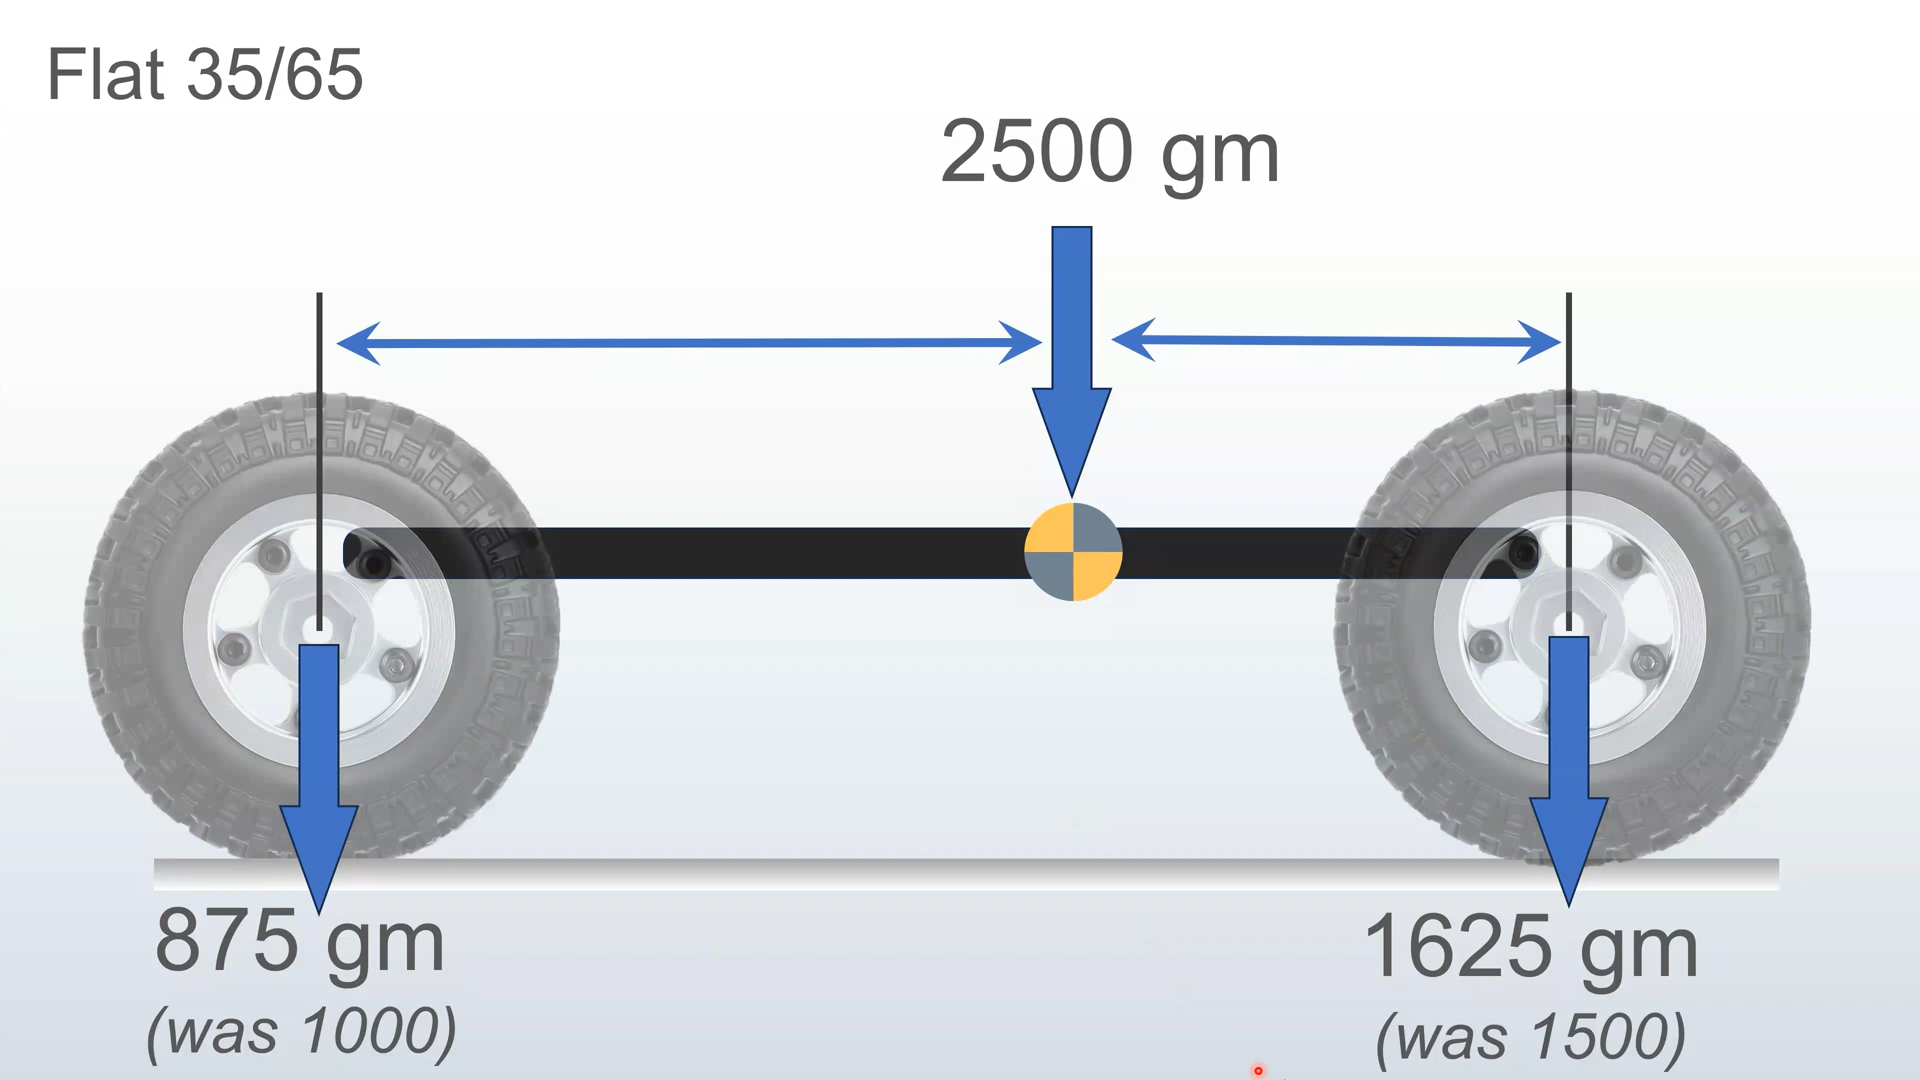 Flat 35/65
2500 gm
875 gm
(was 1000)
1625 gm
(was 1500)